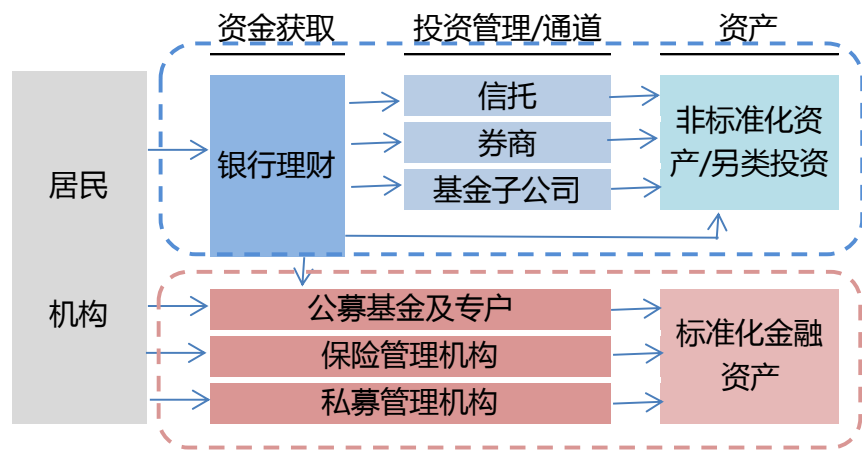 资金获取
投资管理/通道
资产
居民
机构
银行理财
信托
券商
基金子公司
非标准化资
产/另类投资
公募基金及专户
保险管理机构
私募管理机构
标准化金融
资产